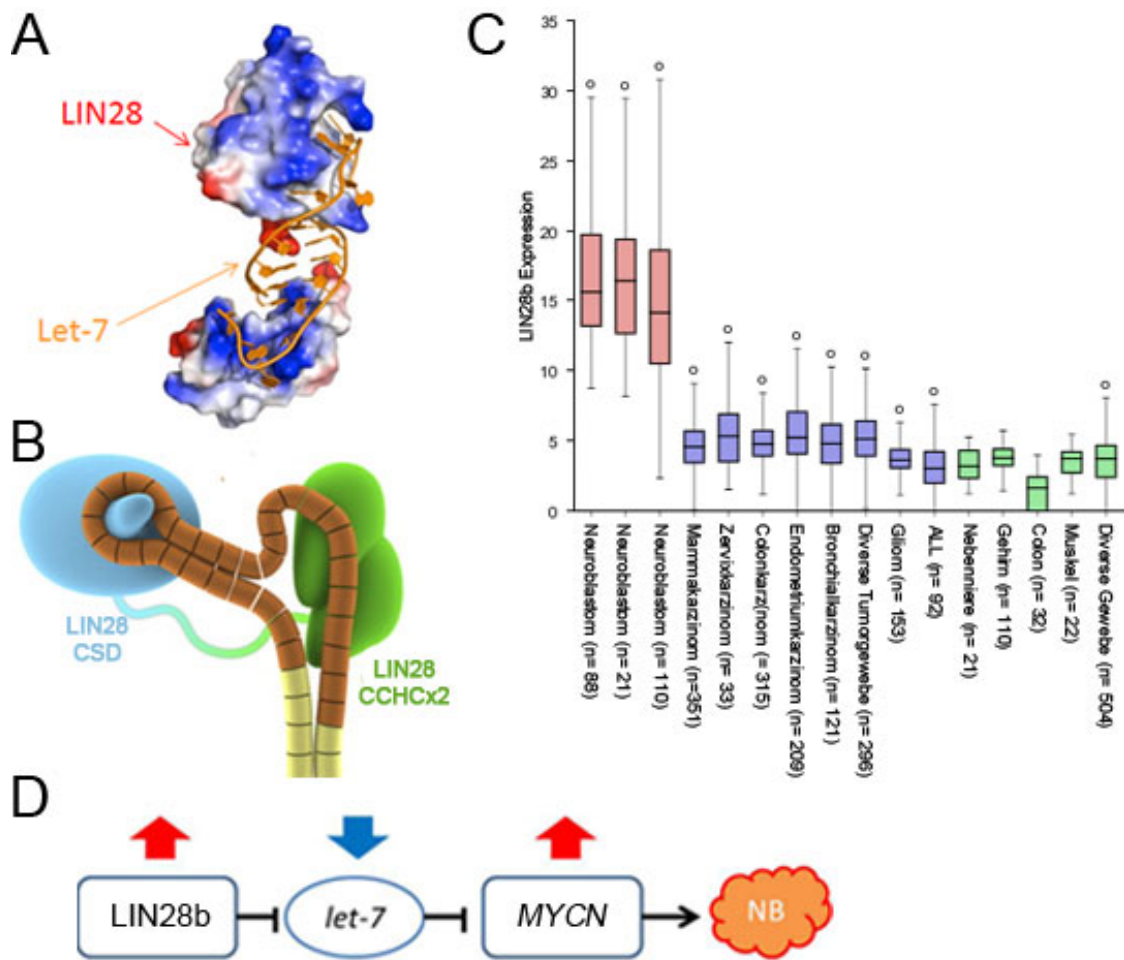 A
LIN28
Let-7
B
LIN28
CSD
LIN28
CCHCx2
C
LIN28b Expression
35
30
25
20
15
10
5
0
Neuroblastom (n= 88)
Neuroblastom (n= 21)
Neuroblastom (n= 110)
Mammakarzinom (n=351)
Zervixkarzinom (n= 33)
Colonkarz(nom (= 315)
Endometriumkarzinom (n= 209)
Bronchialkarzinom (n= 121)
Diverse Tumorgewebe (n= 296)
Gliom (n= 153)
ALL (n= 92)
Nebenniere (n= 21)
Gehirn (n= 110)
Colon (n= 32)
Muskel (n= 22)
Diverse Gewebe (n= 504)
D
LIN28b
let-7
MYCN
NB